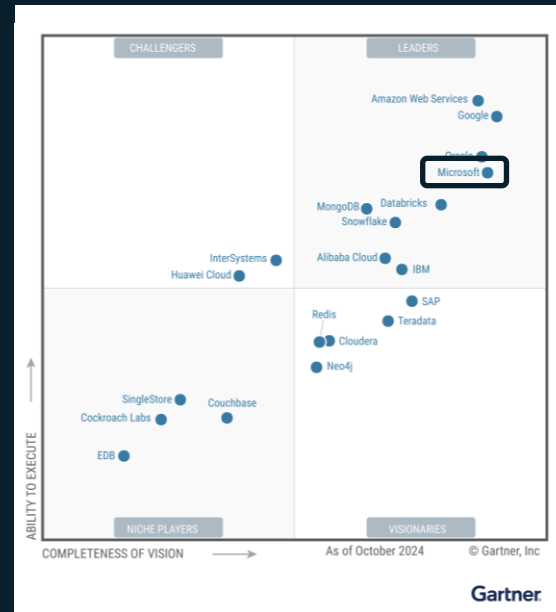 CHALLENGERS
LEADERS
Amazon Web Services
Google
Oracle
Microsoft
MongoDB
Databricks
Snowflake
InterSystems
Alibaba Cloud
IBM
Huawei Cloud
SAP
Redis
Teradata
Cloudera
Neo4j
SingleStore
Couchbase
Cockroach Labs
EDB
ABILITY TO EXECUTE
NICHE PLAYERS
VISIONARIES
COMPLETENESS OF VISION
As of October 2024
© Gartner, Inc
Gartner